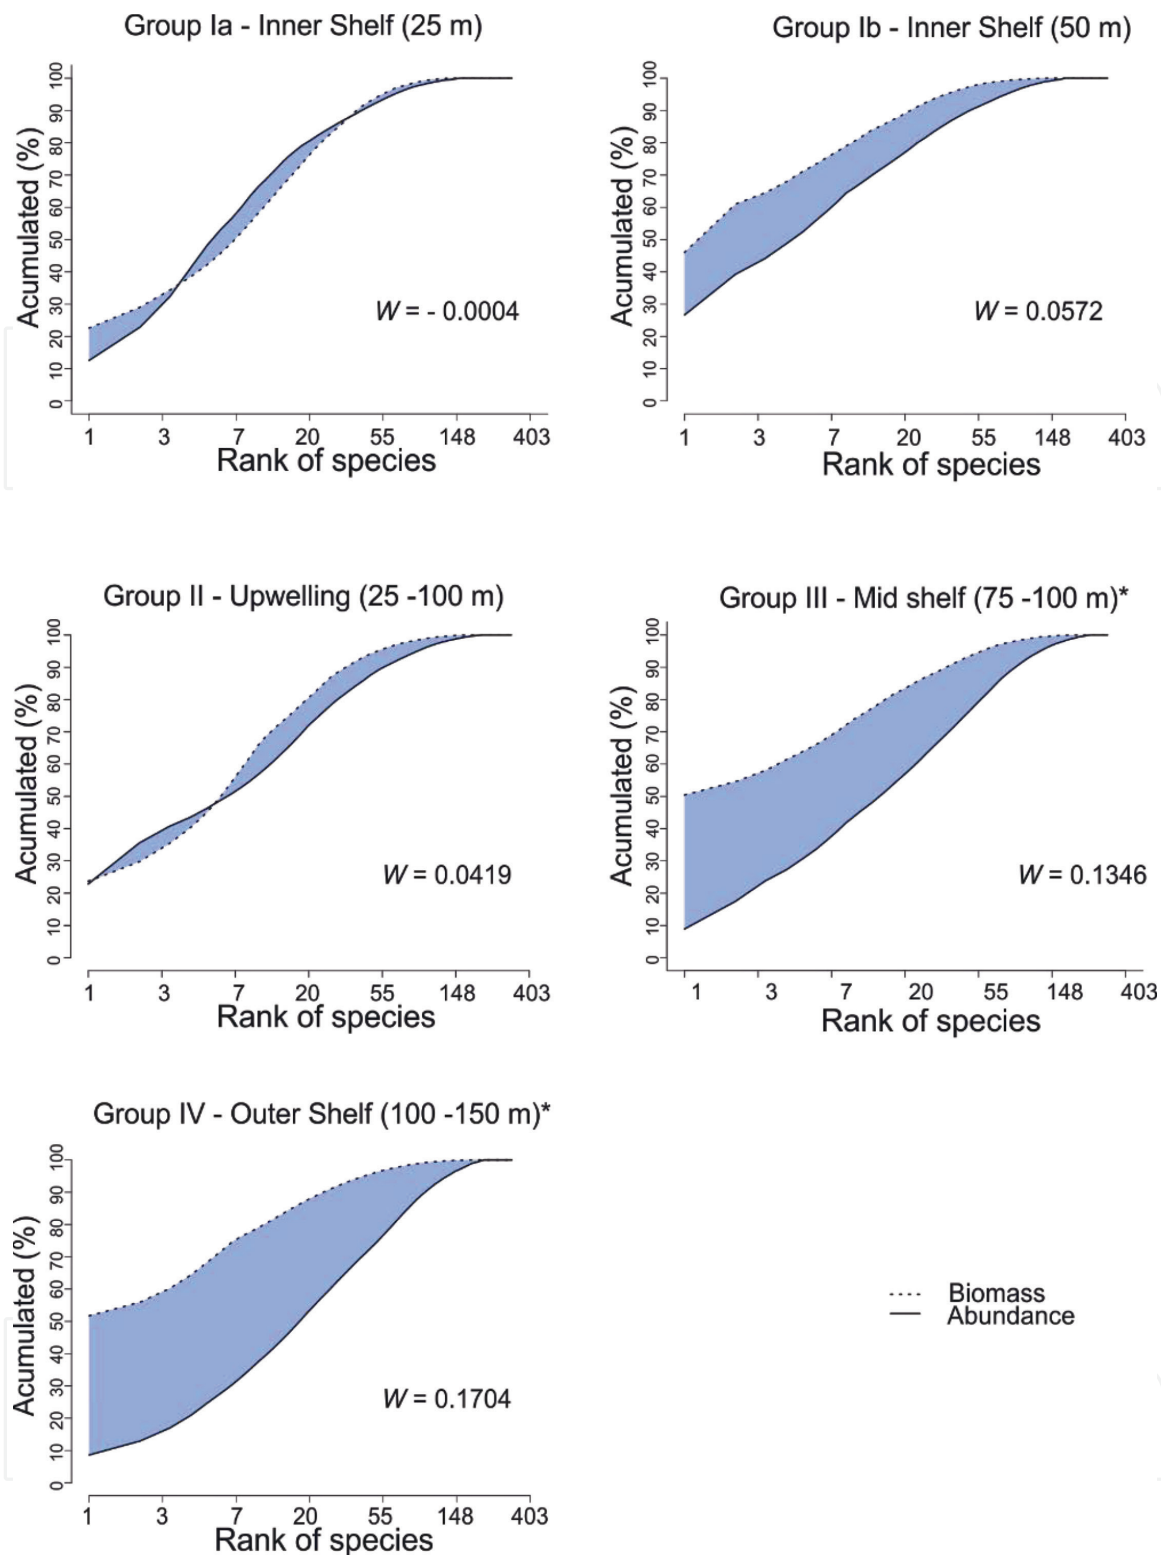 Group Ia - Inner Shelf (25 m)
Acumulated (%)
0 10 20 30 40 50 60 70 80 90 100
W = - 0.0004
1 3 7 20 55 148 403
Rank of species
Group Ib - Inner Shelf (50 m)
Acumulated (%)
0 10 20 30 40 50 60 70 80 90 100
W = 0.0572
1 3 7 20 55 148 403
Rank of species
Group II - Upwelling (25 -100 m)
Acumulated (%)
0 10 20 30 40 50 60 70 80 90 100
W = 0.0419
1 3 7 20 55 148 403
Rank of species
Group III - Mid shelf (75 -100 m)*
Acumulated (%)
0 10 20 30 40 50 60 70 80 90 100
W = 0.1346
1 3 7 20 55 148 403
Rank of species
Group IV - Outer Shelf (100 -150 m)*
Acumulated (%)
0 10 20 30 40 50 60 70 80 90 100
W = 0.1704
1 3 7 20 55 148 403
Rank of species
Biomass
Abundance